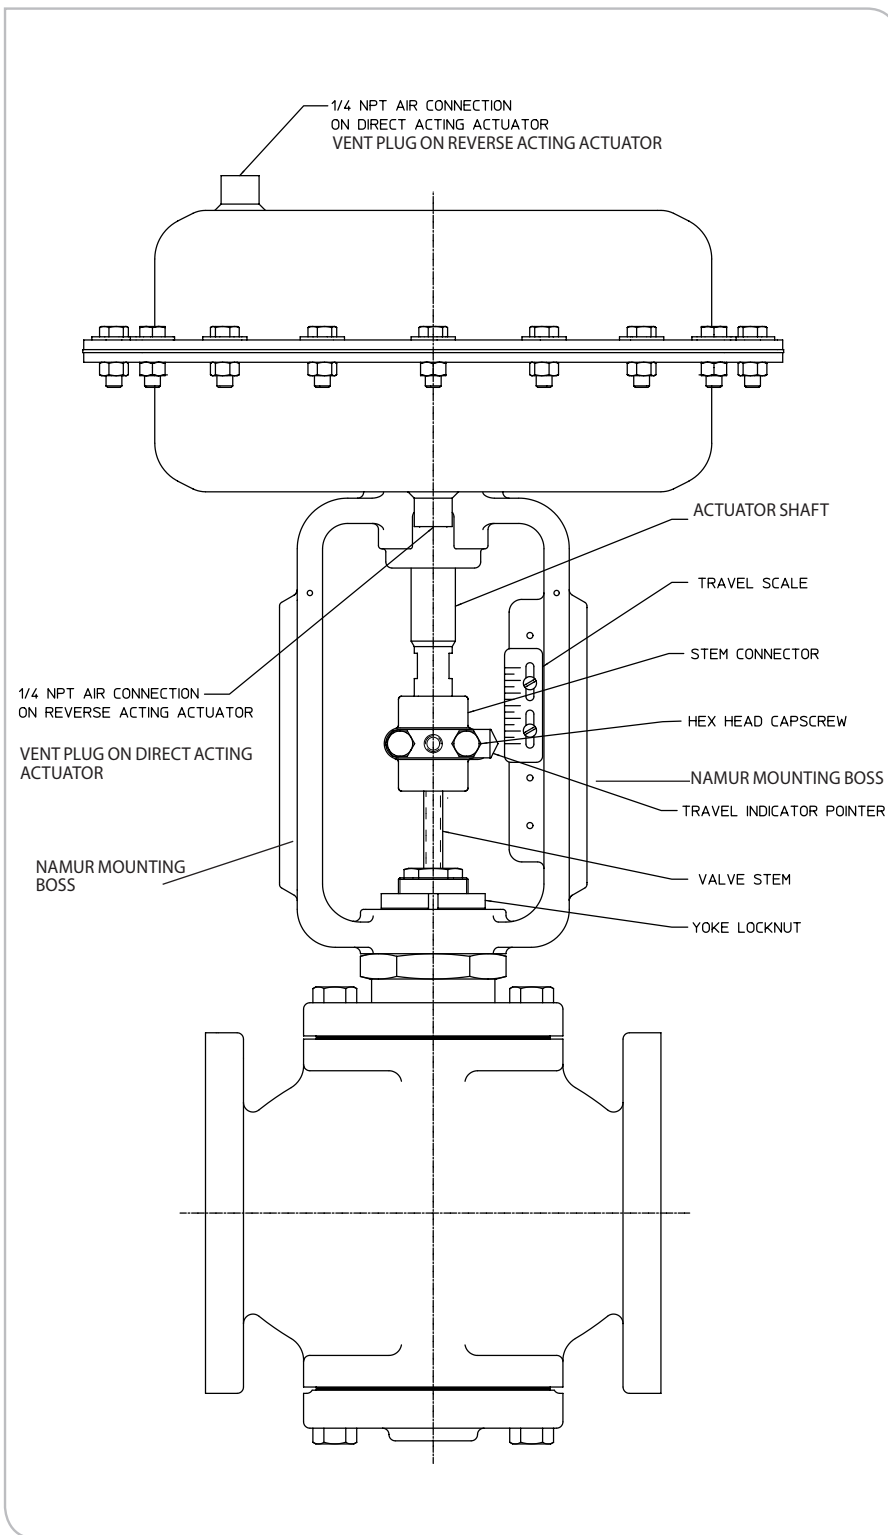 1/4 NPT AIR CONNECTION
ON DIRECT ACTING ACTUATOR
VENT PLUG ON REVERSE ACTING ACTUATOR
ACTUATOR SHAFT
TRAVEL SCALE
STEM CONNECTOR
1/4 NPT AIR CONNECTION
ON REVERSE ACTING ACTUATOR
VENT PLUG ON DIRECT ACTING
ACTUATOR
HEX HEAD CAPSCREW
NAMUR MOUNTING BOSS
TRAVEL INDICATOR POINTER
NAMUR MOUNTING
BOSS
VALVE STEM
YOKE LOCKNUT